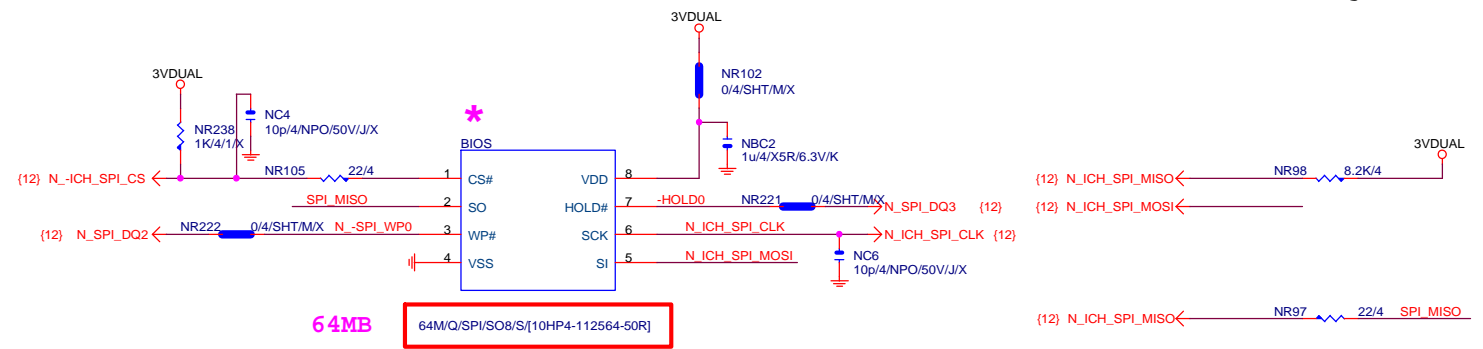 3VDUAL
NR102
0/4/SHT/M/X
3VDUAL
NC4
10p/4/NPO/50V/J/X
NR238
1K/4/1/X
*
BIOS
NBC2
1u/4/X5R/6.3V/K
3VDUAL
{12} N_-ICH_SPI_CS
NR105
22/4
1
CS#
VDD
8
{12} N_ICH_SPI_MISO
NR98
8.2K/4
SPI_MISO
2
SO
HOLD#
7
-HOLD0
NR221
0/4/SHT/M/X
N_SPI_DQ3 {12}
{12} N_ICH_SPI_MOSI
{12} N_SPI_DQ2
NR222
0/4/SHT/M/X
N_-SPI_WP0
3
WP#
SCK
6
N_ICH_SPI_CLK
N_ICH_SPI_CLK {12}
4
VSS
SI
5
N_ICH_SPI_MOSI
NC6
10p/4/NPO/50V/J/X
64MB
64M/Q/SPI/SO8/S/[10HP4-112564-50R]
{12} N_ICH_SPI_MISO
NR97
22/4
SPI_MISO